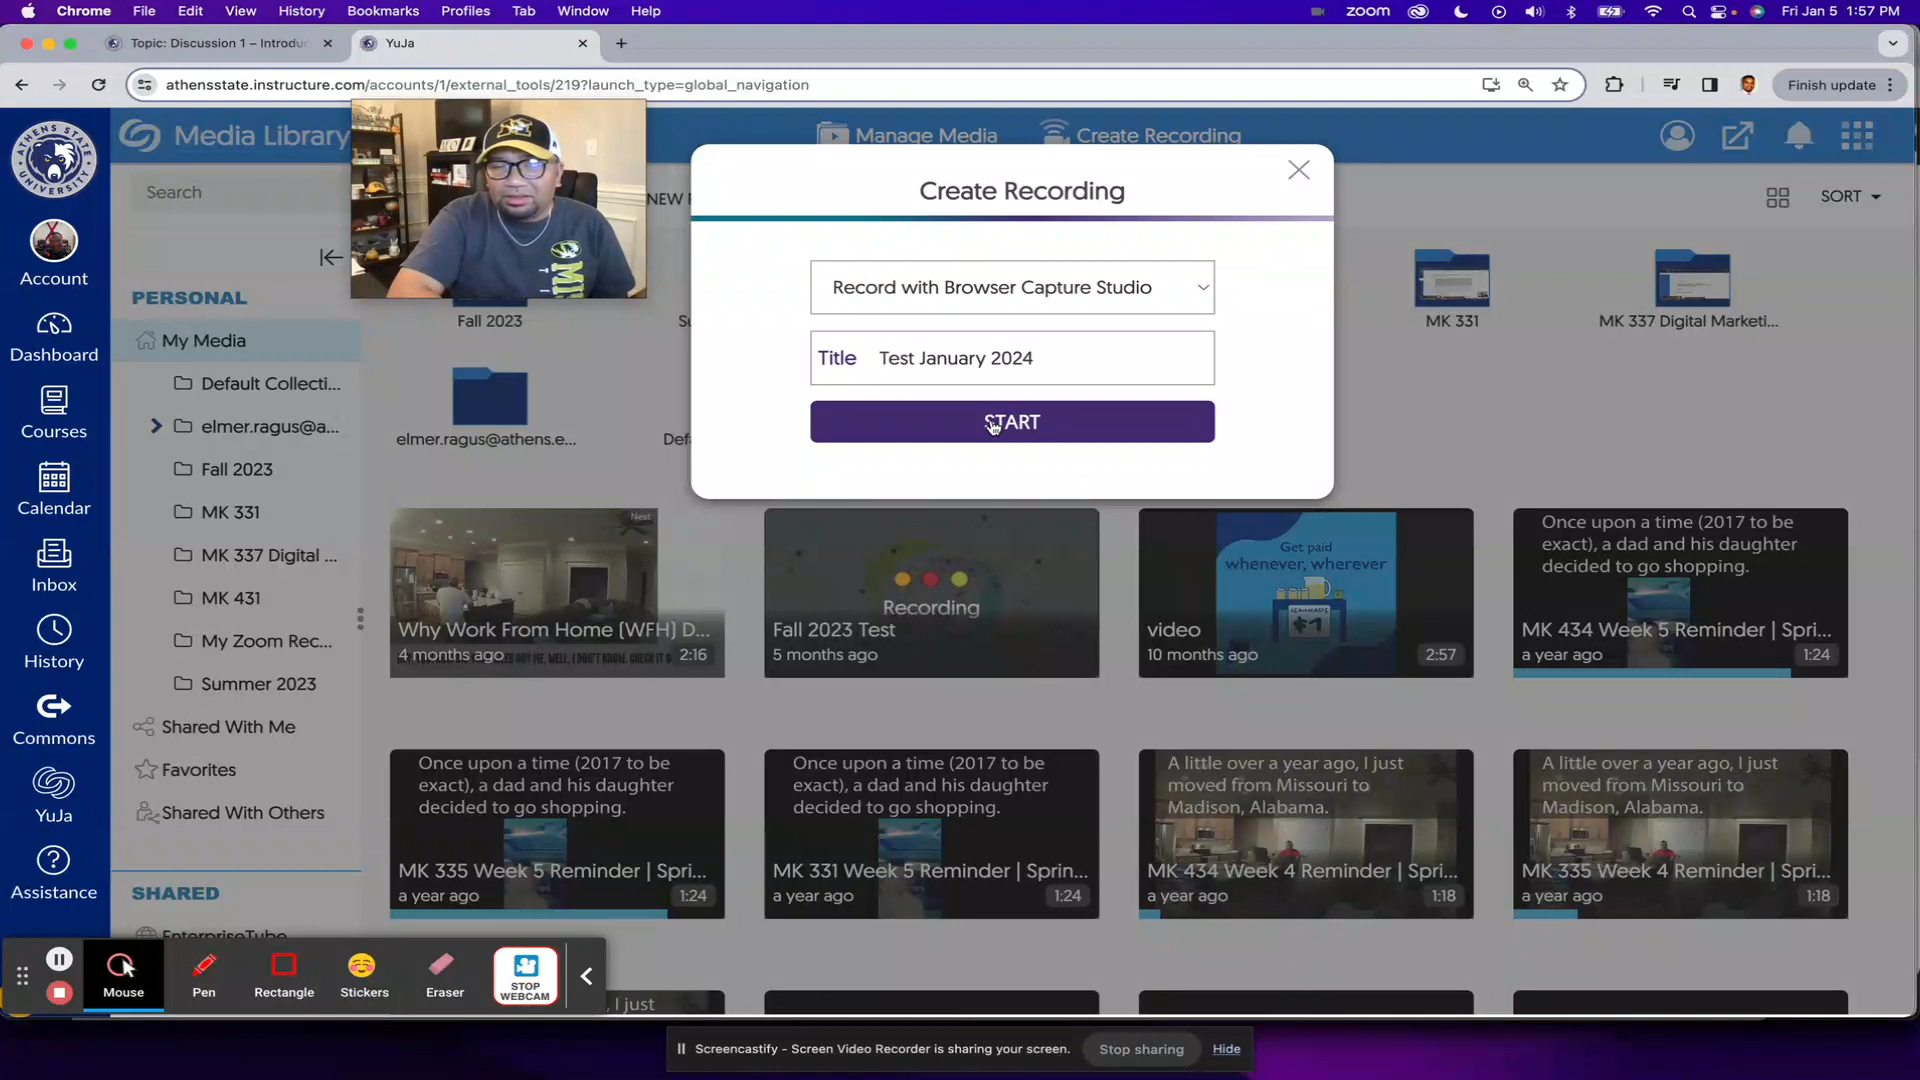 Chrome File Edit View History Bookmarks Profiles Tab Window Help
zoom
Fri Jan 5 1:57 PM
Topic: Discussion 1 – Introdu
YuJa
athensstate.instructure.com/accounts/1/external_tools/219?launch_type=global_navigation
Finish update
ATHENS STATE
UNIVERSITY
Media Library
Manage Media
Create Recording
Search
NEW F
SORT
Account
Dashboard
Courses
Calendar
Inbox
History
Commons
YuJa
Assistance
PERSONAL
My Media
Default Collecti...
elmer.ragus@a...
Fall 2023
MK 331
MK 337 Digital ...
MK 431
My Zoom Rec...
Summer 2023
Shared With Me
Favorites
Shared With Others
SHARED
EnterpriseTube
Create Recording
Record with Browser Capture Studio
Title Test January 2024
START
Fall 2023
Su
MK 331
MK 337 Digital Marketi...
elmer.ragus@athens.e...
Def
Nest
Why Work From Home (WFH) D...
4 months ago
2:16
Recording
Fall 2023 Test
5 months ago
Get paid
whenever, wherever
LEMONADE
$1
video
10 months ago
2:57
Once upon a time (2017 to be
exact), a dad and his daughter
decided to go shopping.
MK 434 Week 5 Reminder | Spri...
a year ago
1:24
Once upon a time (2017 to be
exact), a dad and his daughter
decided to go shopping.
MK 335 Week 5 Reminder | Spri...
a year ago
1:24
Once upon a time (2017 to be
exact), a dad and his daughter
decided to go shopping.
MK 331 Week 5 Reminder | Sprin...
a year ago
1:24
A little over a year ago, I just
moved from Missouri to
Madison, Alabama.
MK 434 Week 4 Reminder | Spri...
a year ago
1:18
A little over a year ago, I just
moved from Missouri to
Madison, Alabama.
MK 335 Week 4 Reminder | Spri...
a year ago
1:18
, I just
Mouse
Pen
Rectangle
Stickers
Eraser
STOP
WEBCAM
Screencastify - Screen Video Recorder is sharing your screen.
Stop sharing
Hide